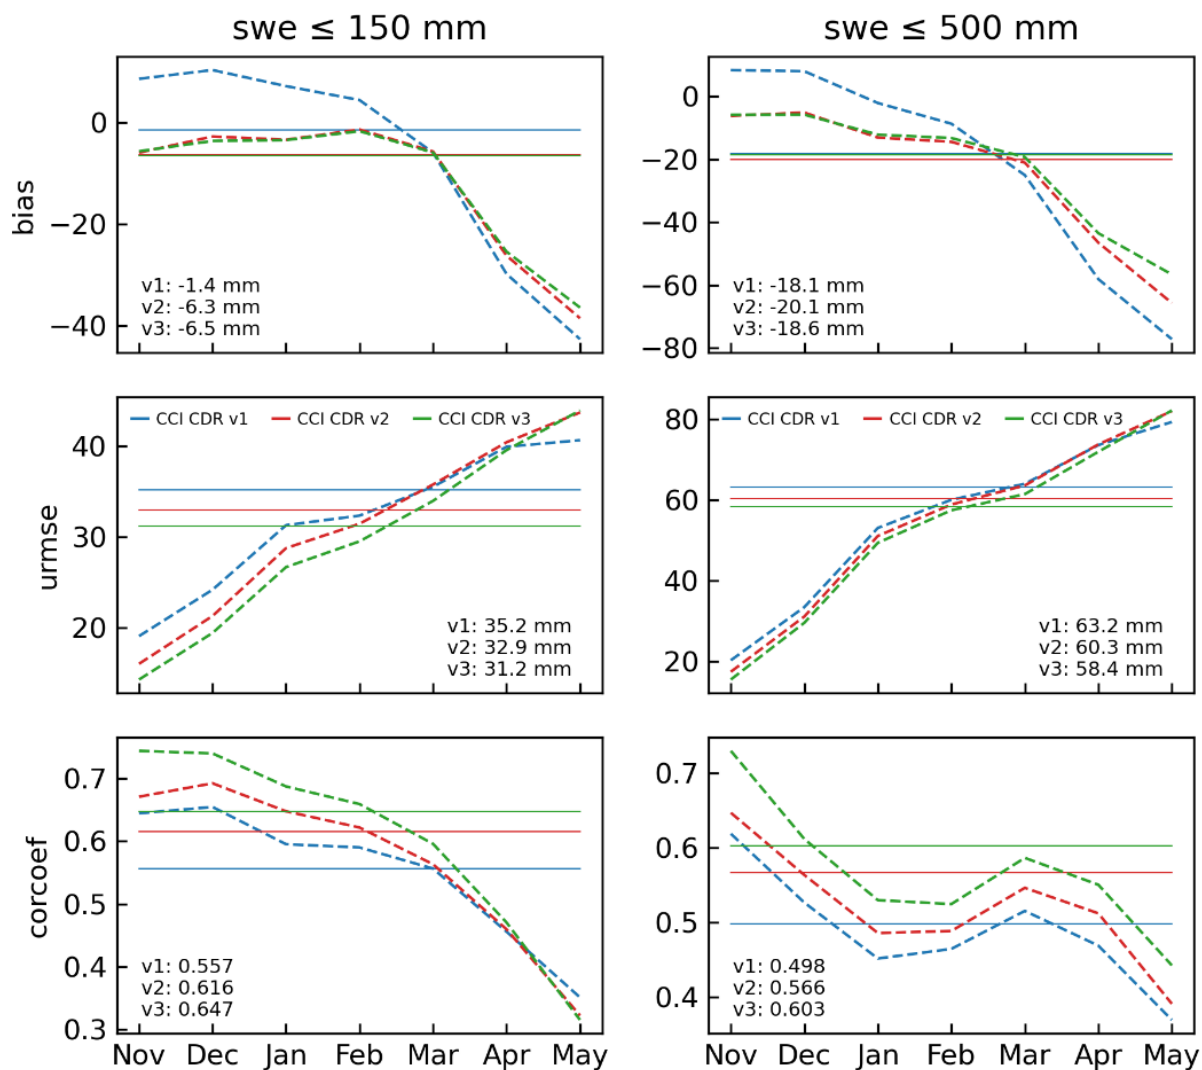 swe ≤ 150 mm
swe ≤ 500 mm
bias
0
−20
−40
v1: -1.4 mm
v2: -6.3 mm
v3: -6.5 mm
0
−20
−40
−60
−80
v1: -18.1 mm
v2: -20.1 mm
v3: -18.6 mm
urmse
40
30
20
CCI CDR v1 CCI CDR v2 CCI CDR v3
v1: 35.2 mm
v2: 32.9 mm
v3: 31.2 mm
80
60
40
20
CCI CDR v1 CCI CDR v2 CCI CDR v3
v1: 63.2 mm
v2: 60.3 mm
v3: 58.4 mm
corcoef
0.7
0.6
0.5
0.4
0.3
v1: 0.557
v2: 0.616
v3: 0.647
Nov Dec Jan Feb Mar Apr May
0.7
0.6
0.5
0.4
v1: 0.498
v2: 0.566
v3: 0.603
Nov Dec Jan Feb Mar Apr May